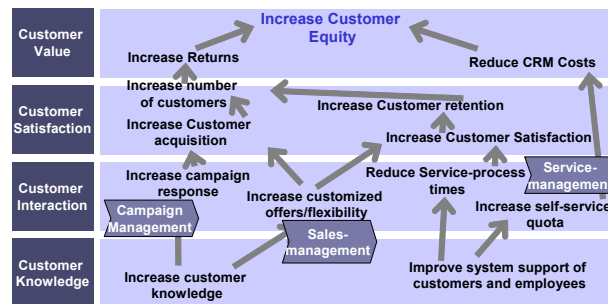 Customer
Value
Increase Customer
Equity
Increase Returns
Reduce CRM Costs
Increase number
of customers
Customer
Satisfaction
Increase Customer retention
Increase Customer
acquisition
Increase Customer Satisfaction
Customer
Interaction
Increase campaign
response
Reduce Service-process
times
Service-
management
Increase customized
offers/flexibility
Campaign
Management
Increase self-service
quota
Sales-
management
Customer
Knowledge
Increase customer
knowledge
Improve system support of
customers and employees